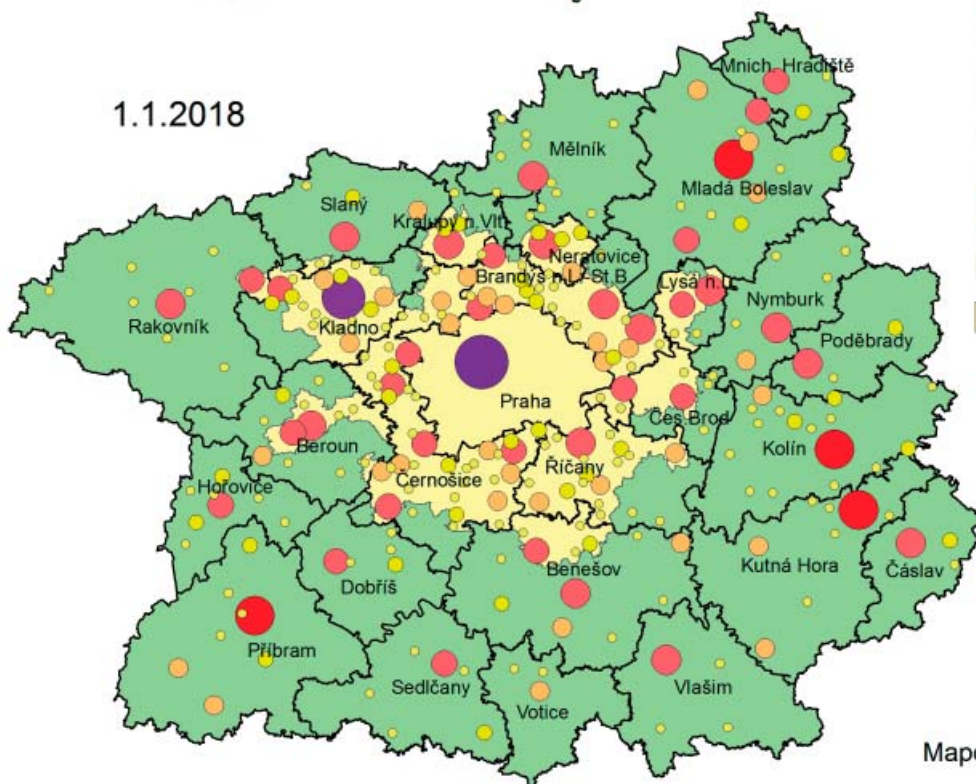 Mnich. Hradiště
1.1.2018
Mělník
Mladá Boleslav
Slaný
Kralupy n.Vlt.
Neratovice
Brandýs n.L.-St.B
Lysá n.L.
Nymburk
Rakovník
Kladno
Poděbrady
Praha
Čes.Brod
Beroun
Kolín
Černošice
Říčany
Hořovice
Dobříš
Benešov
Kutná Hora
Čáslav
Příbram
Sedlčany
Votice
Vlašim